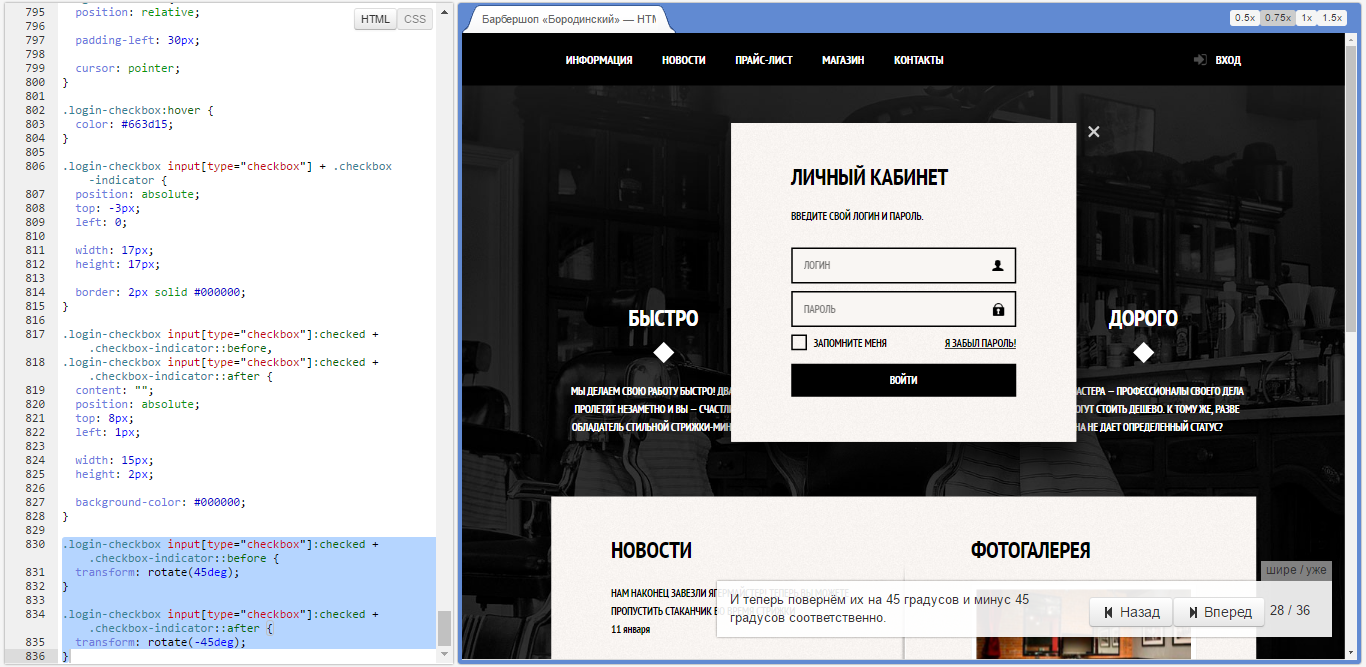 795 position: relative;
796
797 padding-left: 30px;
798
799 cursor: pointer;
800 }
801
802 .login-checkbox:hover {
803 color: #663d15;
804 }
805
806 .login-checkbox input[type="checkbox"] + .checkbox
-indicator {
807 position: absolute;
808 top: -3px;
809 left: 0;
810
811 width: 17px;
812 height: 17px;
813
814 border: 2px solid #000000;
815 }
816
817 .login-checkbox input[type="checkbox"]:checked +
.checkbox-indicator::before,
818 .login-checkbox input[type="checkbox"]:checked +
.checkbox-indicator::after {
819 content: "";
820 position: absolute;
821 top: 8px;
822 left: 1px;
823
824 width: 15px;
825 height: 2px;
826
827 background-color: #000000;
828 }
829
830 .login-checkbox input[type="checkbox"]:checked +
.checkbox-indicator::before {
831 transform: rotate(45deg);
832 }
833
834 .login-checkbox input[type="checkbox"]:checked +
.checkbox-indicator::after {
835 transform: rotate(-45deg);
836 }
HTML CSS
Барбершоп «Бородинский» — HTM
0.5x 0.75x 1x 1.5x
ИНФОРМАЦИЯ НОВОСТИ ПРАЙС-ЛИСТ МАГАЗИН КОНТАКТЫ ВХОД
ЛИЧНЫЙ КАБИНЕТ
ВВЕДИТЕ СВОЙ ЛОГИН И ПАРОЛЬ.
ЛОГИН
ПАРОЛЬ
ЗАПОМНИТЕ МЕНЯ Я ЗАБЫЛ ПАРОЛЬ!
ВОЙТИ
БЫСТРО
МЫ ДЕЛАЕМ СВОЮ РАБОТУ БЫСТРО! ДВА
ПРОЛЕТЯТ НЕЗАМЕТНО И ВЫ – СЧАСТЛИ
ОБЛАДАТЕЛЬ СТИЛЬНОЙ СТРИЖКИ-МИН
ДОРОГО
АСТЕРА – ПРОФЕССИОНАЛЫ СВОЕГО ДЕЛА
ОГУТ СТОИТЬ ДЕШЕВО. К ТОМУ ЖЕ, РАЗВЕ
НА НЕ ДАЕТ ОПРЕДЕЛЕННЫЙ СТАТУС?
НОВОСТИ
НАМ НАКОНЕЦ ЗАВЕЗЛИ
ПРОПУСТИТЬ СТАКАНЧИК
11 января
ФОТОГАЛЕРЕЯ
шире / уже
И теперь повернём их на 45 градусов и минус 45
градусов соответственно.
Назад Вперед 28 / 36